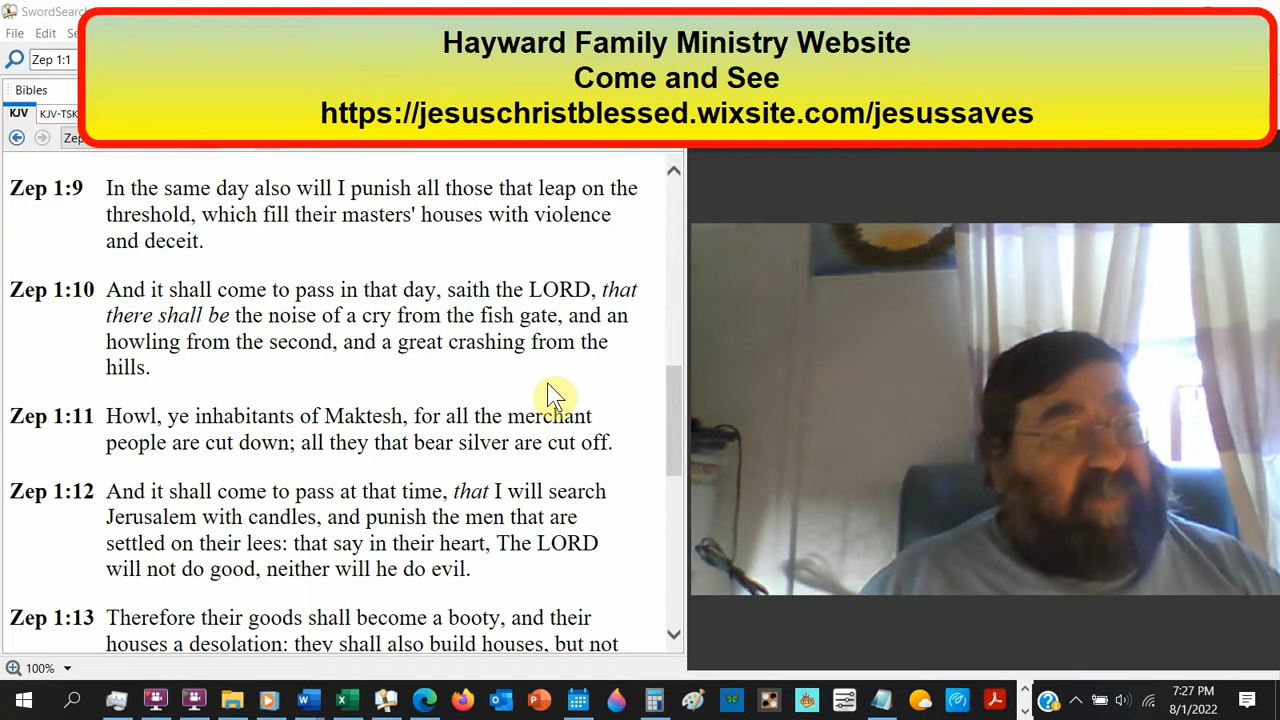 SwordSear
Hayward Family Ministry Website
Come and See
https://jesuschristblessed.wixsite.com/jesussaves
File Edit Se
Zep 1:1
Bibles
KJV KJV-TSK
Zep
Zep 1:9 In the same day also will I punish all those that leap on the
threshold, which fill their masters' houses with violence
and deceit.
Zep 1:10 And it shall come to pass in that day, saith the LORD, that
there shall be the noise of a cry from the fish gate, and an
howling from the second, and a great crashing from the
hills.
Zep 1:11 Howl, ye inhabitants of Maktesh, for all the merchant
people are cut down; all they that bear silver are cut off.
Zep 1:12 And it shall come to pass at that time, that I will search
Jerusalem with candles, and punish the men that are
settled on their lees: that say in their heart, The LORD
will not do good, neither will he do evil.
Zep 1:13 Therefore their goods shall become a booty, and their
houses a desolation: they shall also build houses, but not
100%
7:27 PM
8/1/2022